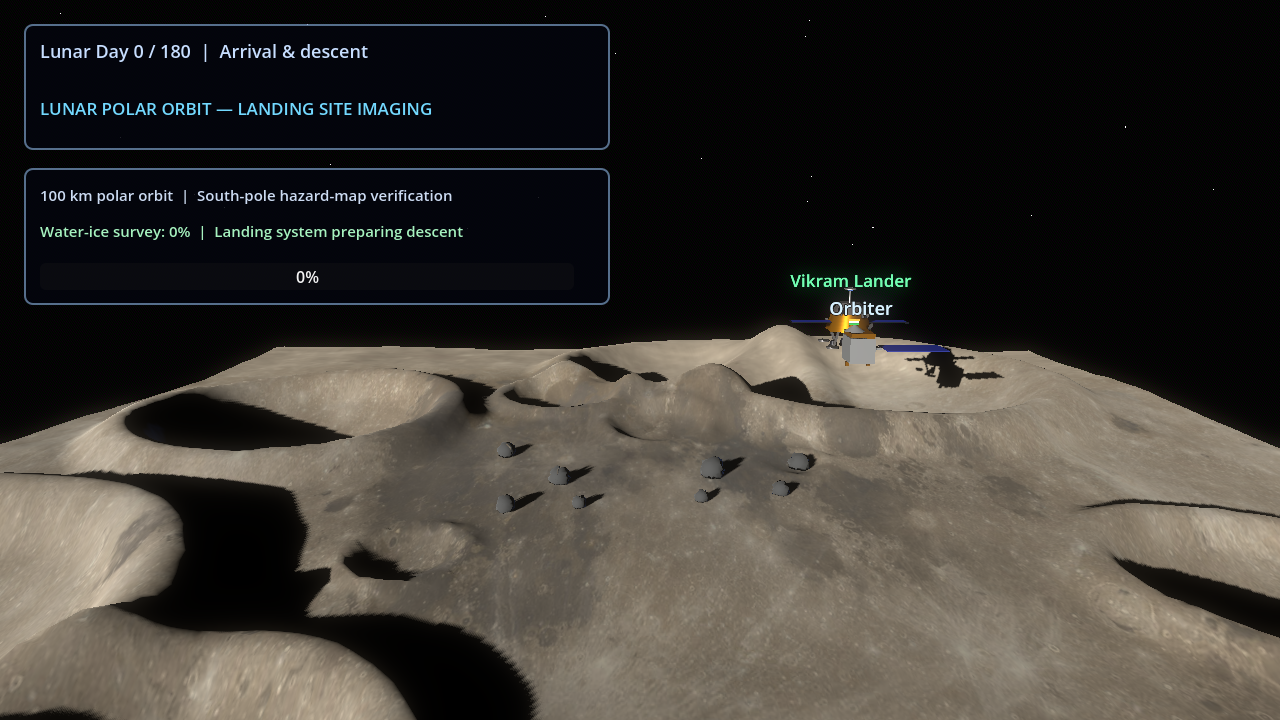 Lunar Day 0 / 180  |  Arrival & descent
LUNAR POLAR ORBIT — LANDING SITE IMAGING
100 km polar orbit  |  South-pole hazard-map verification
Water-ice survey: 0%  |  Landing system preparing descent
0%
Vikram Lander
Orbiter